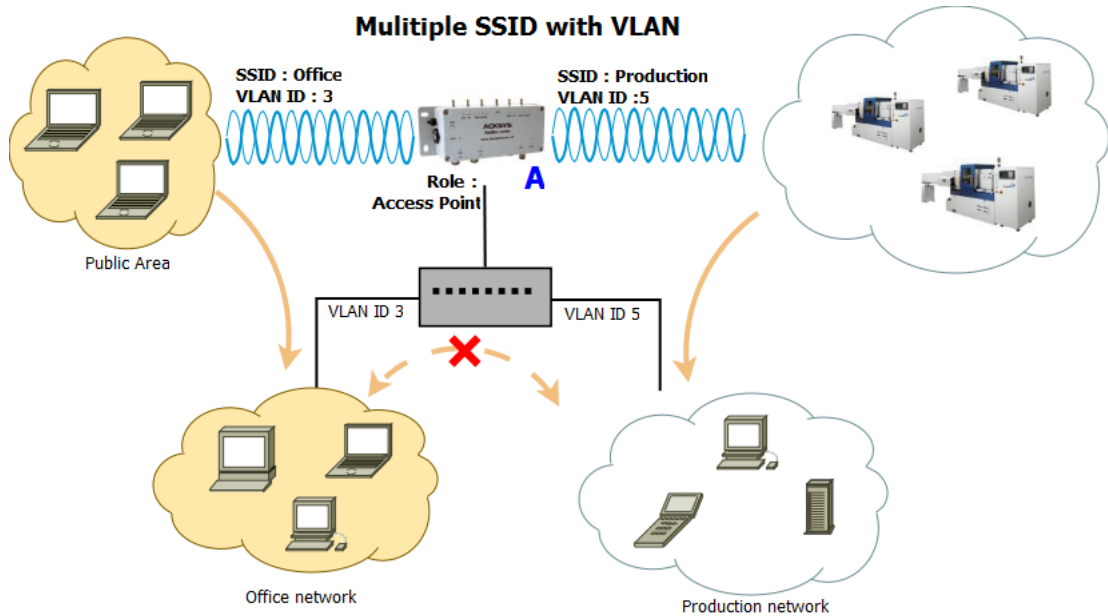 Mulitiple SSID with VLAN
SSID : Office
VLAN ID : 3
SSID : Production
VLAN ID :5
ACKSYS
A
Role :
Access Point
Public Area
VLAN ID 3
VLAN ID 5
Office network
Production network